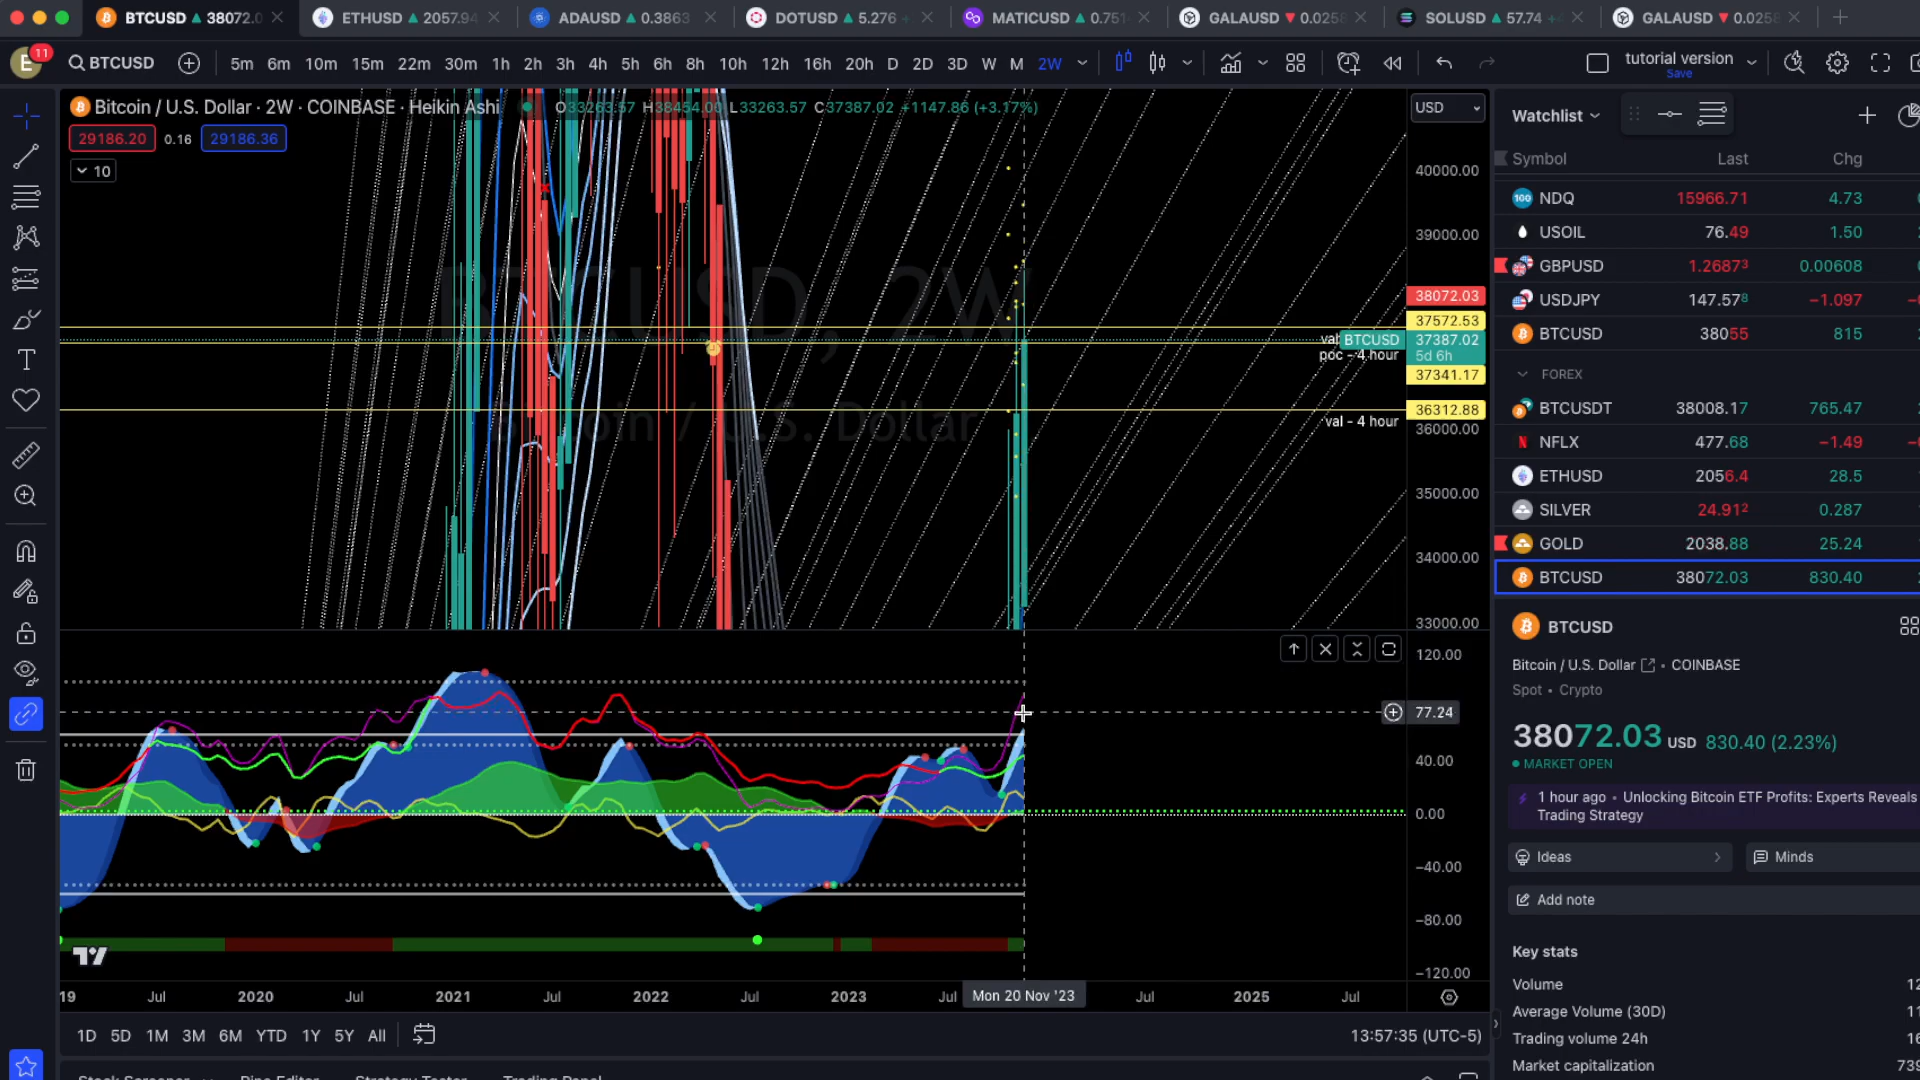 BTCUSD ▲ 38072.0
ETHUSD ▲ 2057.94
ADAUSD ▲ 0.3863
DOTUSD ▲ 5.276
MATICUSD ▲ 0.751
GALAUSD ▼ 0.0258
SOLUSD ▲ 57.74
GALAUSD ▼ 0.0258
E 11
BTCUSD
5m 6m 10m 15m 22m 30m 1h 2h 3h 4h 5h 6h 8h 10h 12h 16h 20h D 2D 3D W M 2W
tutorial version
Save
Bitcoin / U.S. Dollar · 2W · COINBASE · Heikin Ashi
O33263.57 H38454.00 L33263.57 C37387.02 +1147.86 (+3.17%)
29186.20 0.16 29186.36
10
USD
40000.00
39000.00
38072.03
37572.53
BTCUSD 37387.02
5d 6h
poc - 4 hour
37341.17
36312.88
val - 4 hour
36000.00
35000.00
34000.00
33000.00
BTCUSD, 2W
Bitcoin / U.S. Dollar
120.00
77.24
40.00
0.00
−40.00
−80.00
−120.00
19 Jul 2020 Jul 2021 Jul 2022 Jul 2023 Jul Mon 20 Nov '23 Jul 2025 Jul
1D 5D 1M 3M 6M YTD 1Y 5Y All
13:57:35 (UTC-5)
Stock Screener Pine Editor Strategy Tester Trading Panel
Watchlist
Symbol Last Chg
NDQ 15966.71 4.73
USOIL 76.49 1.50
GBPUSD 1.26873 0.00608
USDJPY 147.578 −1.097
BTCUSD 38055 815
FOREX
BTCUSDT 38008.17 765.47
NFLX 477.68 −1.49
ETHUSD 2056.4 28.5
SILVER 24.912 0.287
GOLD 2038.88 25.24
BTCUSD 38072.03 830.40
BTCUSD
Bitcoin / U.S. Dollar · COINBASE
Spot · Crypto
38072.03 USD 830.40 (2.23%)
MARKET OPEN
1 hour ago · Unlocking Bitcoin ETF Profits: Experts Reveals
Trading Strategy
Ideas
Minds
Add note
Key stats
Volume 12
Average Volume (30D) 11
Trading volume 24h 16
Market capitalization 739